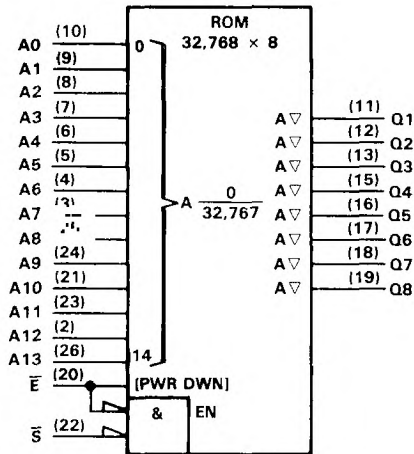 ROM
32,768 × 8
A0 (10) 0
A1 (9)
A2 (8)
A3 (7)
A4 (6)
A5 (5)
A6 (4)
A7 (3)
A8
A9 (24)
A10 (21)
A11 (23)
A12 (2)
A13 (26) 14
A 0
32,767
A ▽ (11) Q1
A ▽ (12) Q2
A ▽ (13) Q3
A ▽ (15) Q4
A ▽ (16) Q5
A ▽ (17) Q6
A ▽ (18) Q7
A ▽ (19) Q8
E̅ (20) [PWR DWN]
& EN
S̅ (22)